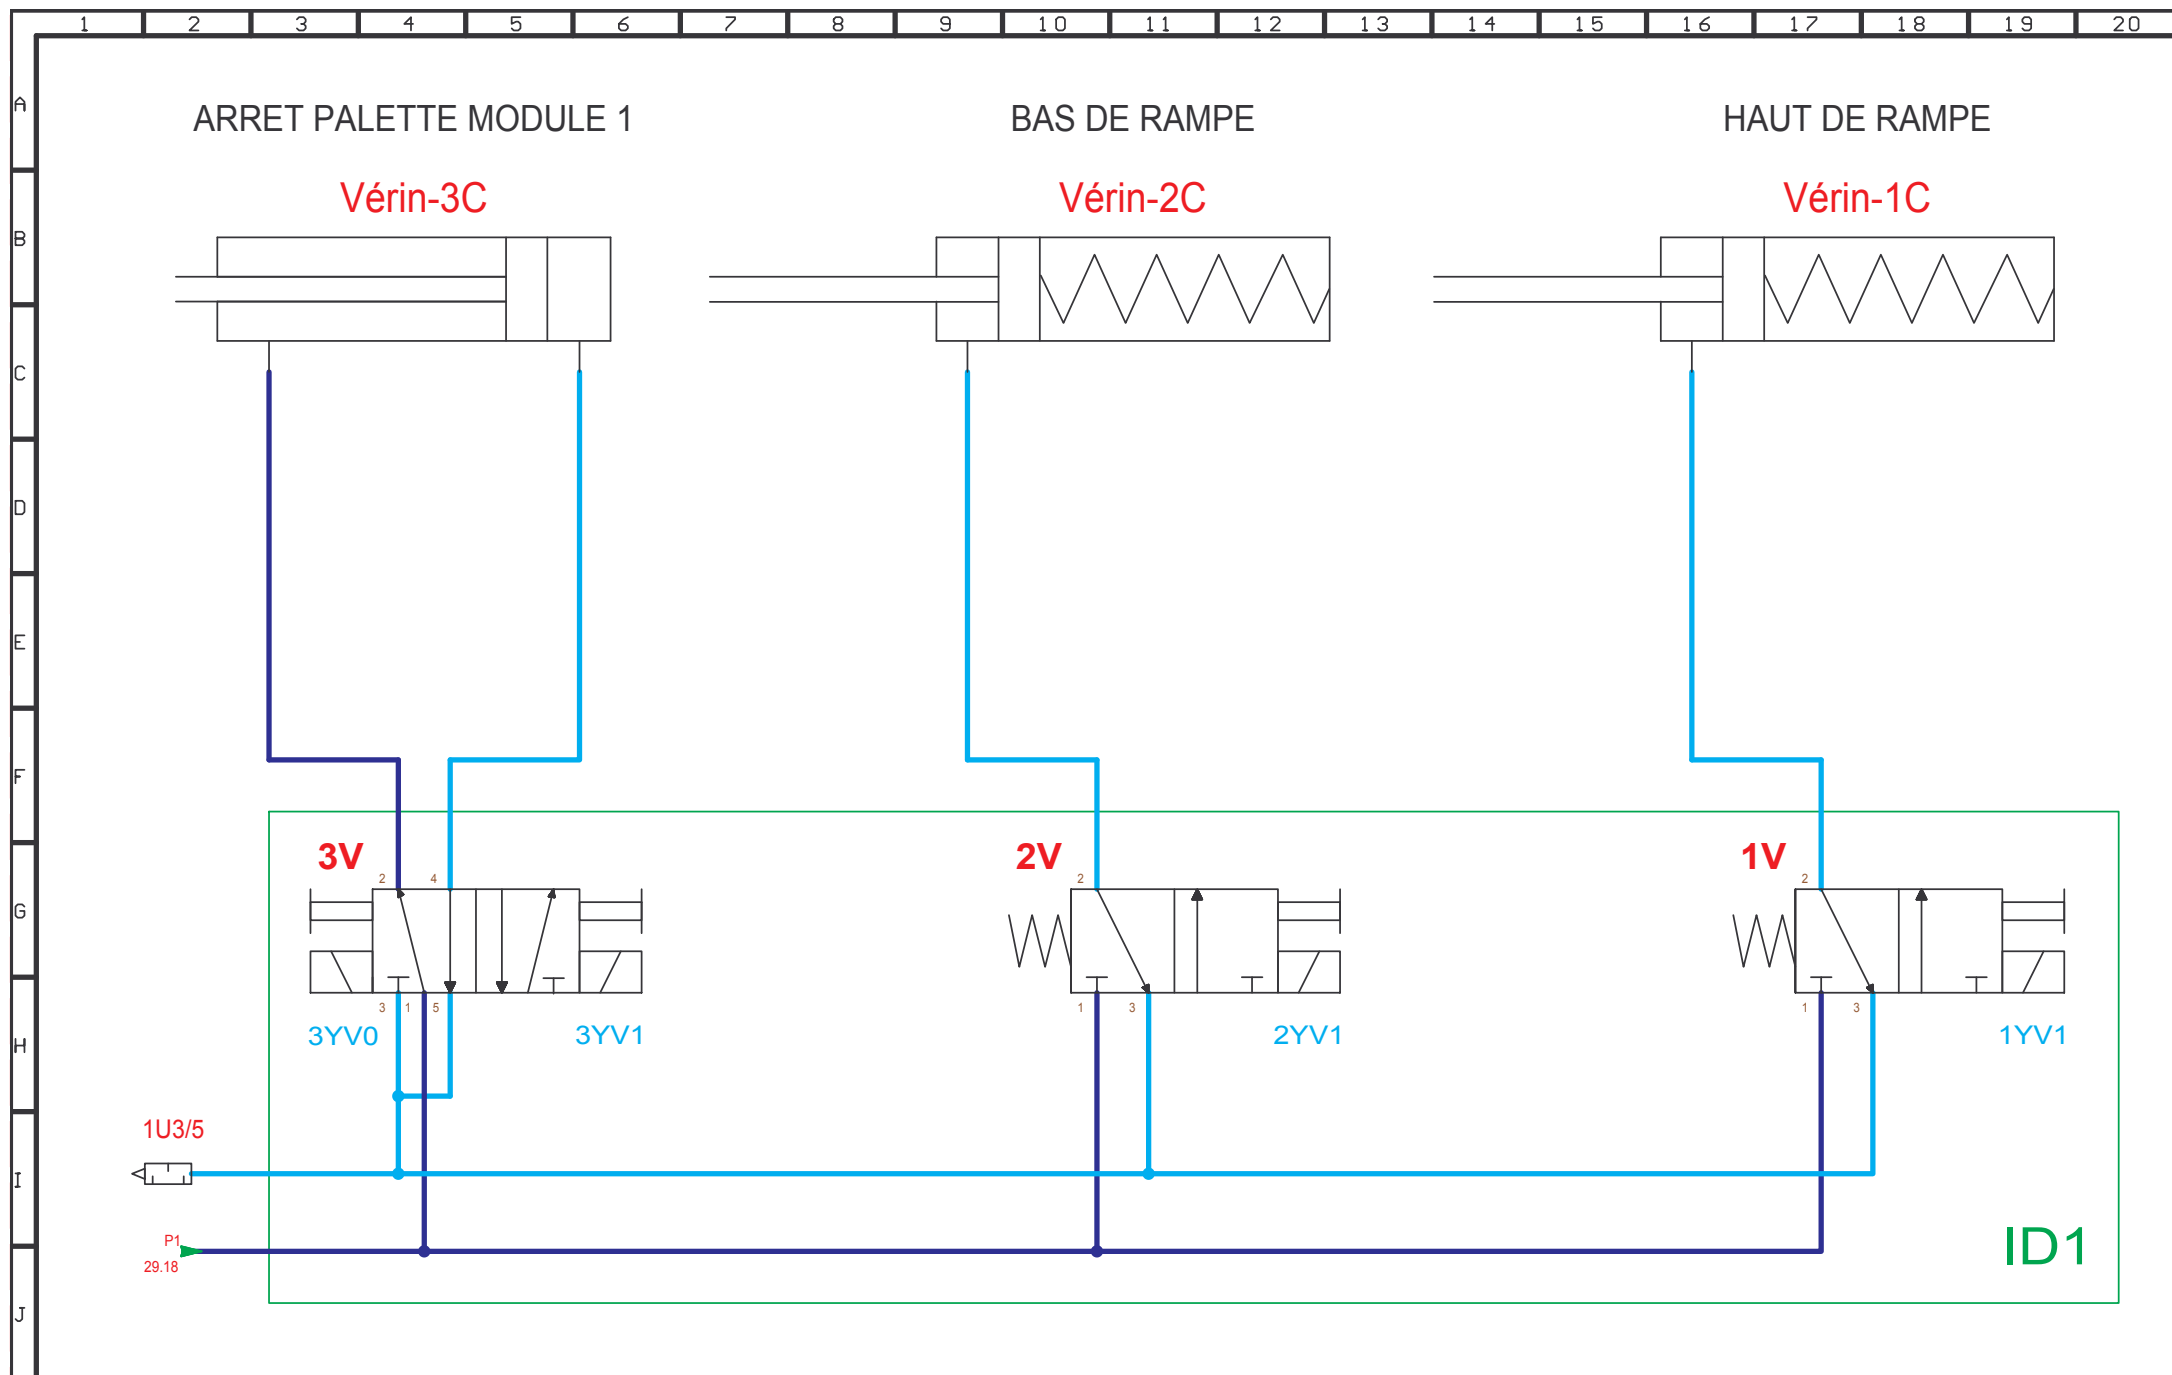 1 2 3 4 5 6 7 8 9 10 11 12 13 14 15 16 17 18 19 20
A
ARRET PALETTE MODULE 1
BAS DE RAMPE
HAUT DE RAMPE
Vérin-3C
Vérin-2C
Vérin-1C
B
C
D
E
F
3V
2V
1V
2 4
2
2
G
3 1 5
1 3
1 3
3YV0
3YV1
2YV1
1YV1
H
1U3/5
I
P1
29.18
ID1
J